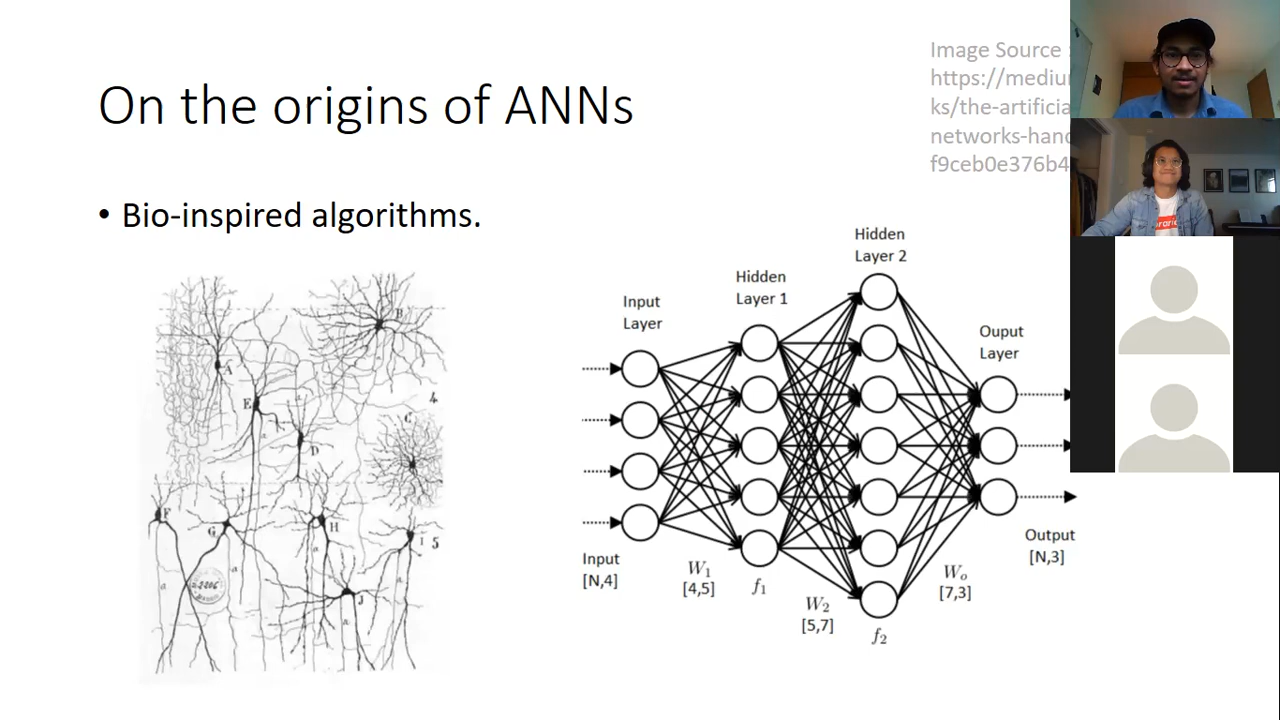 On the origins of ANNs
Image Source :
ks/the-artificia
networks-hand
f9ceb0e376b4
• Bio-inspired algorithms.
A
B
C
E
D
4
F
G
H
I
5
J
a
a
a
a
a
a
Input
Layer
Hidden
Layer 1
Hidden
Layer 2
Ouput
Layer
Input
[N,4]
W1
[4,5]
f1
W2
[5,7]
f2
Wo
[7,3]
Output
[N,3]